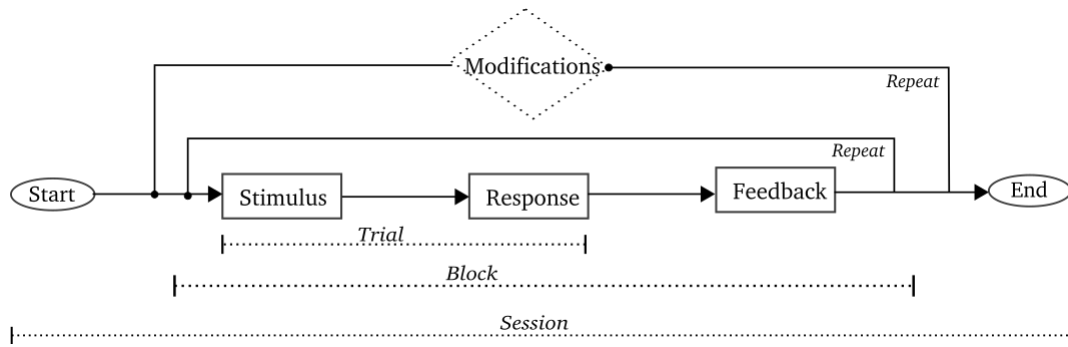 Modifications
Repeat
Repeat
Start
Stimulus
Response
Feedback
End
Trial
Block
Session